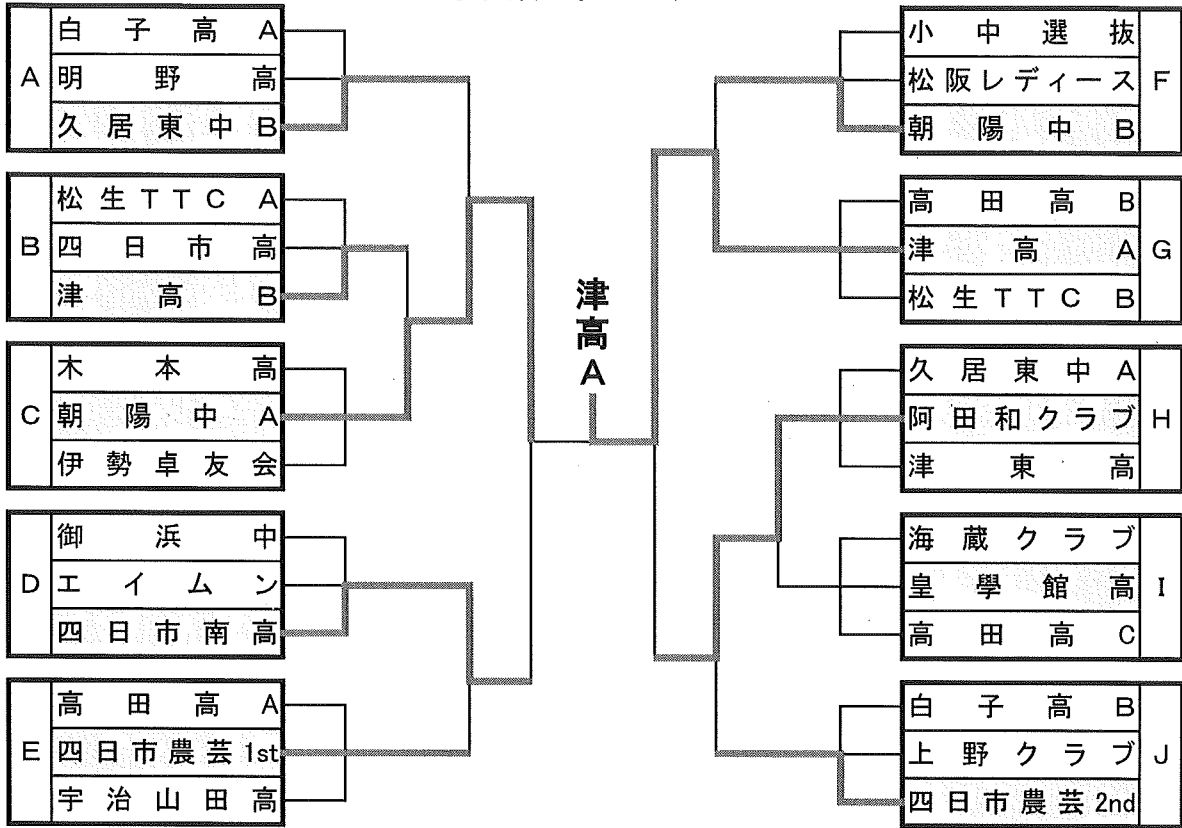 A
白子高A
明野高
久居東中B
B
松生TTC A
四日市高
津高B
C
木本高
朝陽中A
伊勢卓友会
D
御浜中
エイムン
四日市南高
E
高田高A
四日市農芸1st
宇治山田高
津高A
小中選抜
松阪レディース
朝陽中B
F
高田高B
津高A
松生TTC B
G
久居東中A
阿田和クラブ
津東高
H
海蔵クラブ
皇學館高
高田高C
I
白子高B
上野クラブ
四日市農芸2nd
J